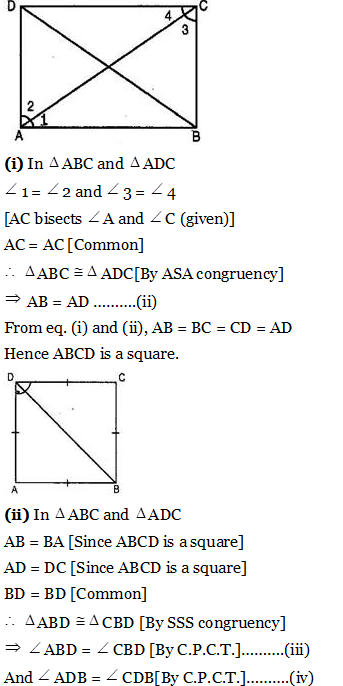 D C
4
3
2
1
A B
(i) In Δ ABC and Δ ADC
∠ 1 = ∠ 2 and ∠ 3 = ∠ 4
[AC bisects ∠ A and ∠ C (given)]
AC = AC [Common]
∴ Δ ABC ≅ Δ ADC[By ASA congruency]
⇒ AB = AD ..........(ii)
From eq. (i) and (ii), AB = BC = CD = AD
Hence ABCD is a square.
D C
A B
(ii) In Δ ABC and Δ ADC
AB = BA [Since ABCD is a square]
AD = DC [Since ABCD is a square]
BD = BD [Common]
∴ Δ ABD ≅ Δ CBD [By SSS congruency]
⇒ ∠ ABD = ∠ CBD [By C.P.C.T.]..........(iii)
And ∠ ADB = ∠ CDB[By C.P.C.T.]..........(iv)